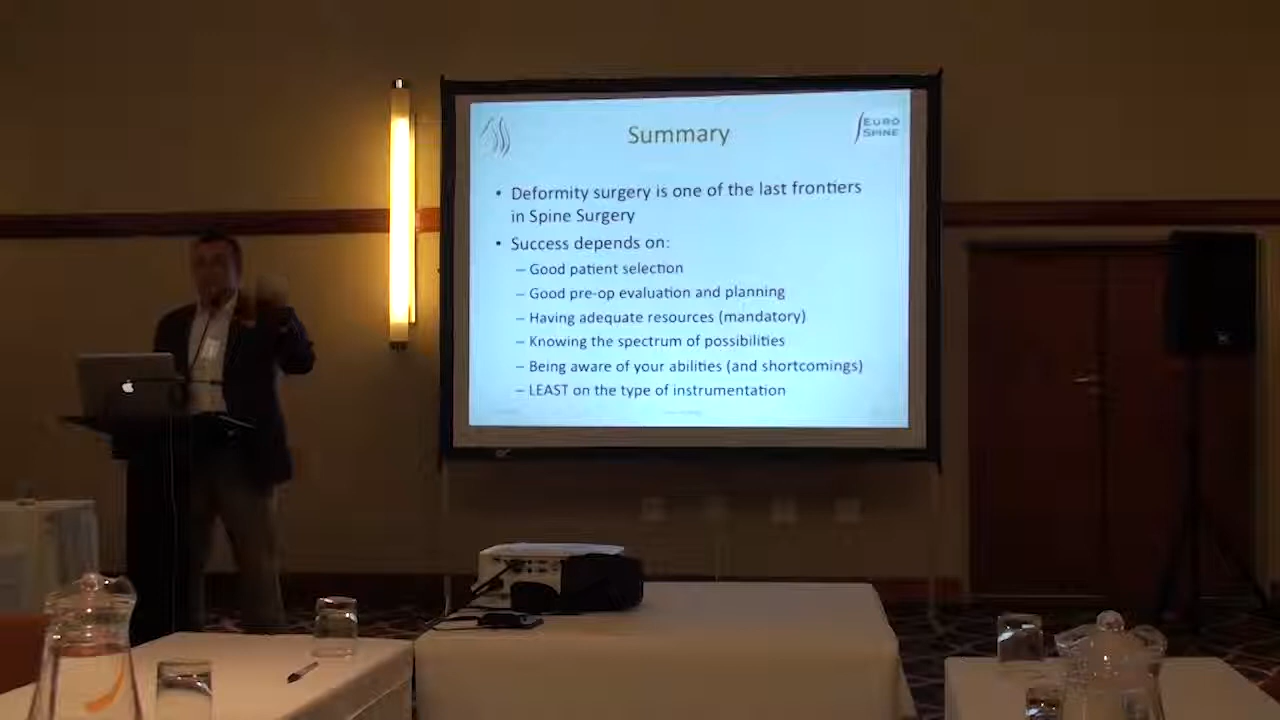 Summary
EURO
SPINE
• Deformity surgery is one of the last frontiers
in Spine Surgery
• Success depends on:
– Good patient selection
– Good pre-op evaluation and planning
– Having adequate resources (mandatory)
– Knowing the spectrum of possibilities
– Being aware of your abilities (and shortcomings)
– LEAST on the type of instrumentation